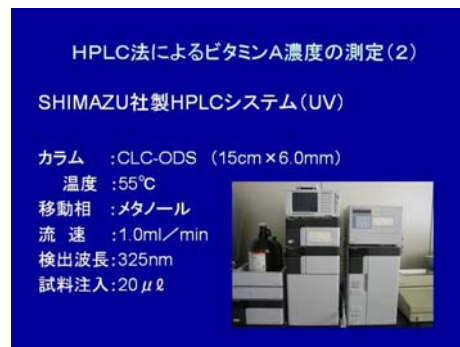 HPLC法によるビタミンA濃度の測定(2)
SHIMAZU社製HPLCシステム(UV)
カラム :CLC-ODS (15cm×6.0mm)
温度 :55℃
移動相 :メタノール
流 速 :1.0ml/min
検出波長:325nm
試料注入:20μℓ